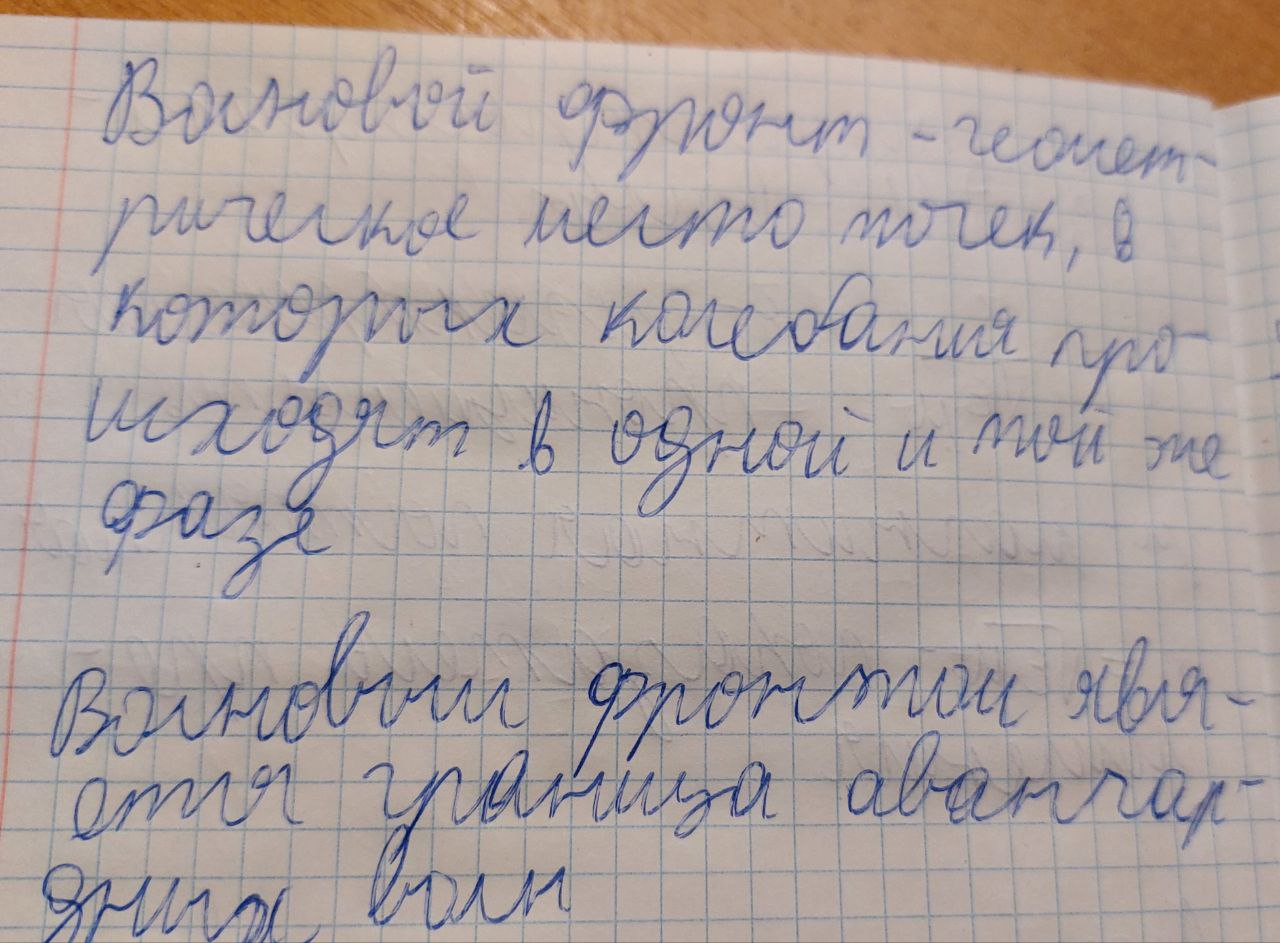 Волновой фронт - геомет-
рическое место точек, в
которых колебания про-
исходят в одной и той же
фазе
Волновым фронтом явля-
ется граница авангар-
дных волн